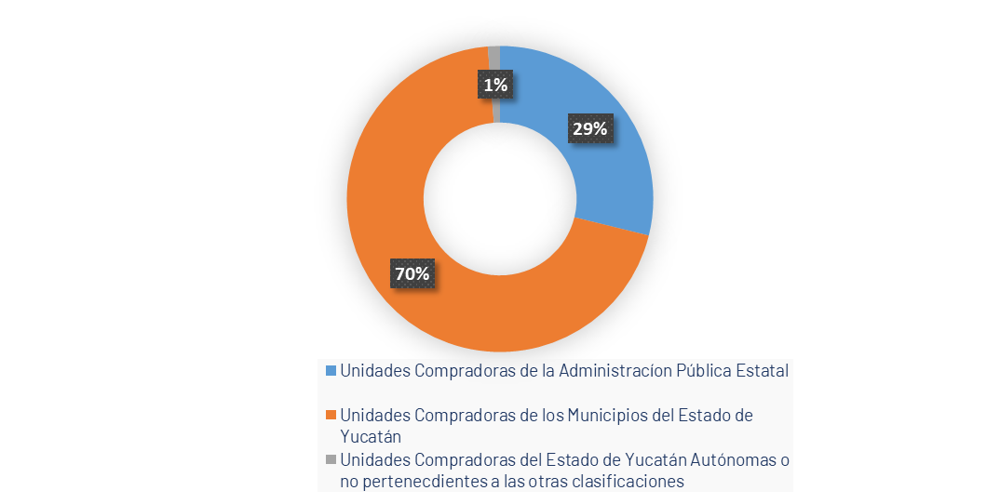 1%
29%
70%
Unidades Compradoras de la Administracíon Pública Estatal
Unidades Compradoras de los Municipios del Estado de
Yucatán
Unidades Compradoras del Estado de Yucatán Autónomas o
no pertenecdientes a las otras clasificaciones